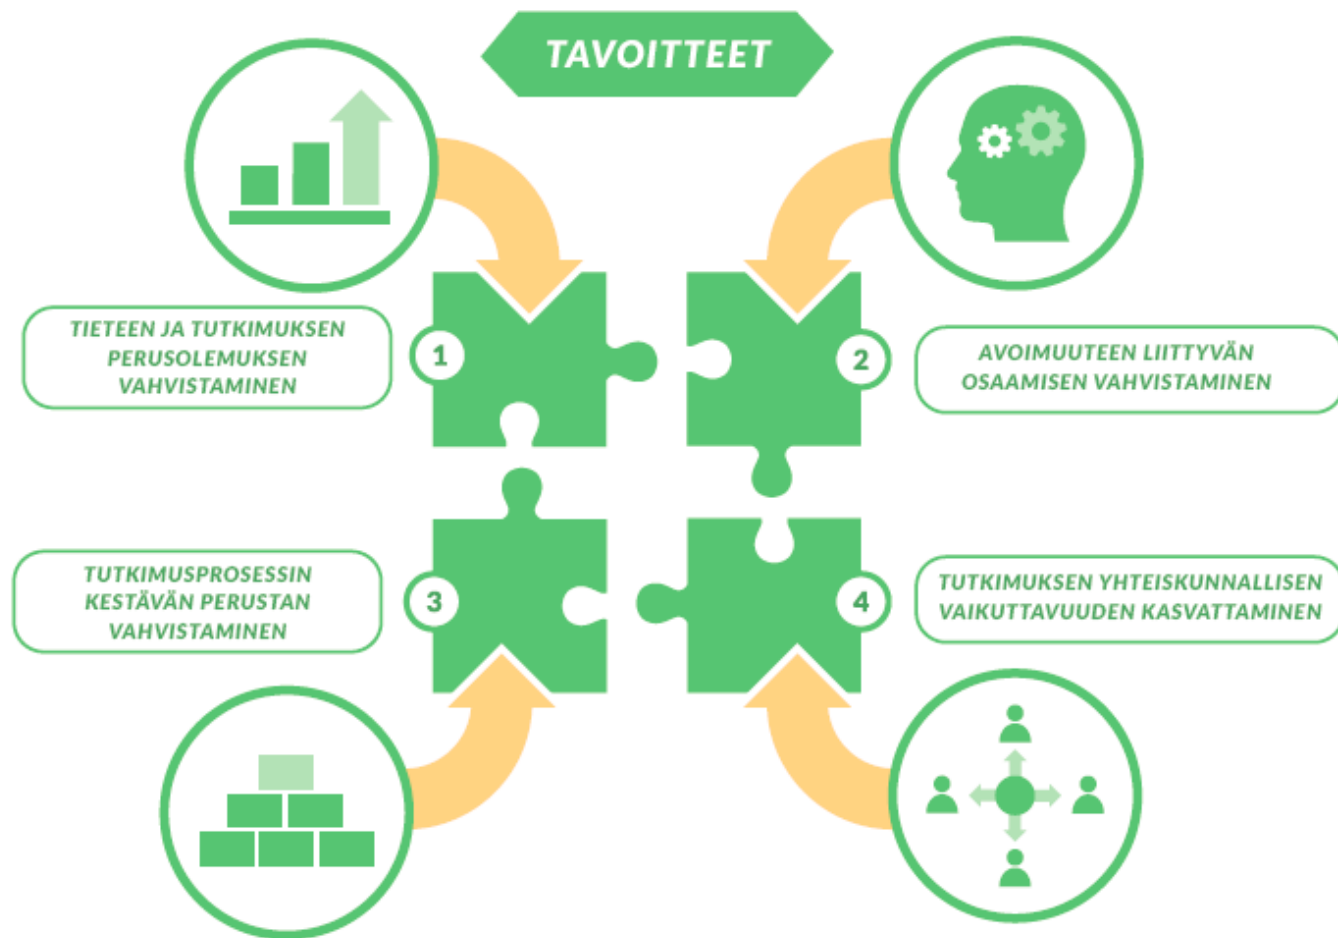 TAVOITTEET
TIETEEN JA TUTKIMUKSEN
PERUSOLEMUKSEN
VAHVISTAMINEN
1
2
AVOIMUUTEEN LIITTYVÄN
OSAAMISEN VAHVISTAMINEN
TUTKIMUSPROSESSIN
KESTÄVÄN PERUSTAN
VAHVISTAMINEN
3
4
TUTKIMUKSEN YHTEISKUNNALLISEN
VAIKUTTAVUUDEN KASVATTAMINEN